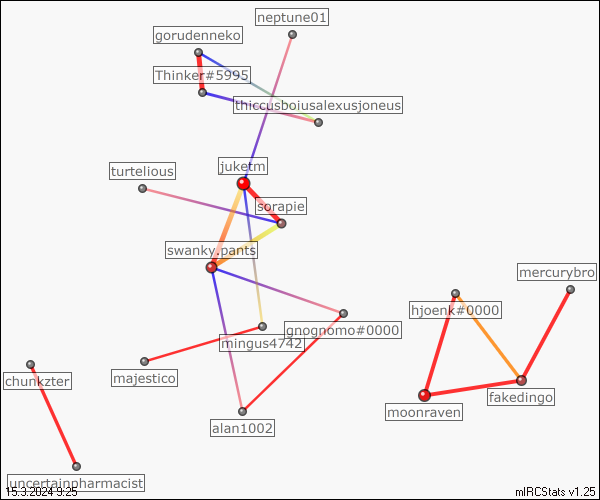 neptune01
gorudenneko
Thinker#5995
thiccusboiusalexusjoneus
juketm
turtelious
sorapie
swanky.pants
mercurybro
hjoenk#0000
gnognomo#0000
mingus4742
majestico
chunkzter
fakedingo
moonraven
alan1002
uncertainpharmacist
15.3.2024 9:25
mIRCStats v1.25